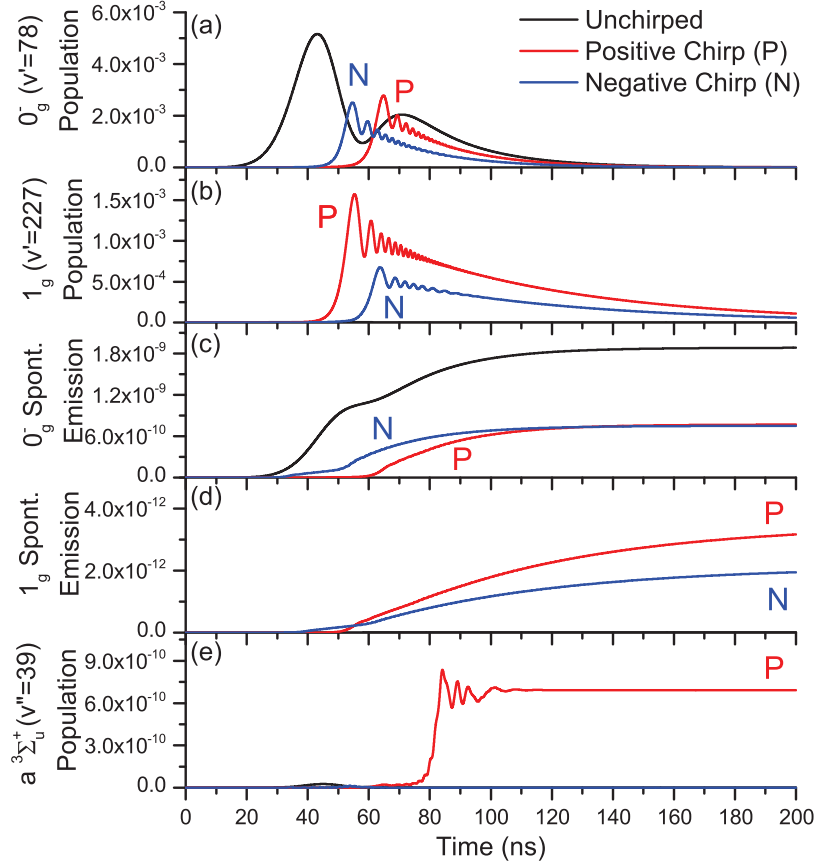 Unchirped
Positive Chirp (P)
Negative Chirp (N)
(a)
0⁻g (v'=78)
Population
6.0x10⁻³
4.0x10⁻³
2.0x10⁻³
0.0
N
P
(b)
1g (v'=227)
Population
1.5x10⁻³
1.0x10⁻³
5.0x10⁻⁴
0.0
P
N
(c)
0⁻g Spont.
Emission
1.8x10⁻⁹
1.2x10⁻⁹
6.0x10⁻¹⁰
0.0
N
P
(d)
1g Spont.
Emission
4.0x10⁻¹²
2.0x10⁻¹²
0.0
P
N
(e)
a ³Σu⁺(v"=39)
Population
9.0x10⁻¹⁰
6.0x10⁻¹⁰
3.0x10⁻¹⁰
0.0
P
0 20 40 60 80 100 120 140 160 180 200
Time (ns)